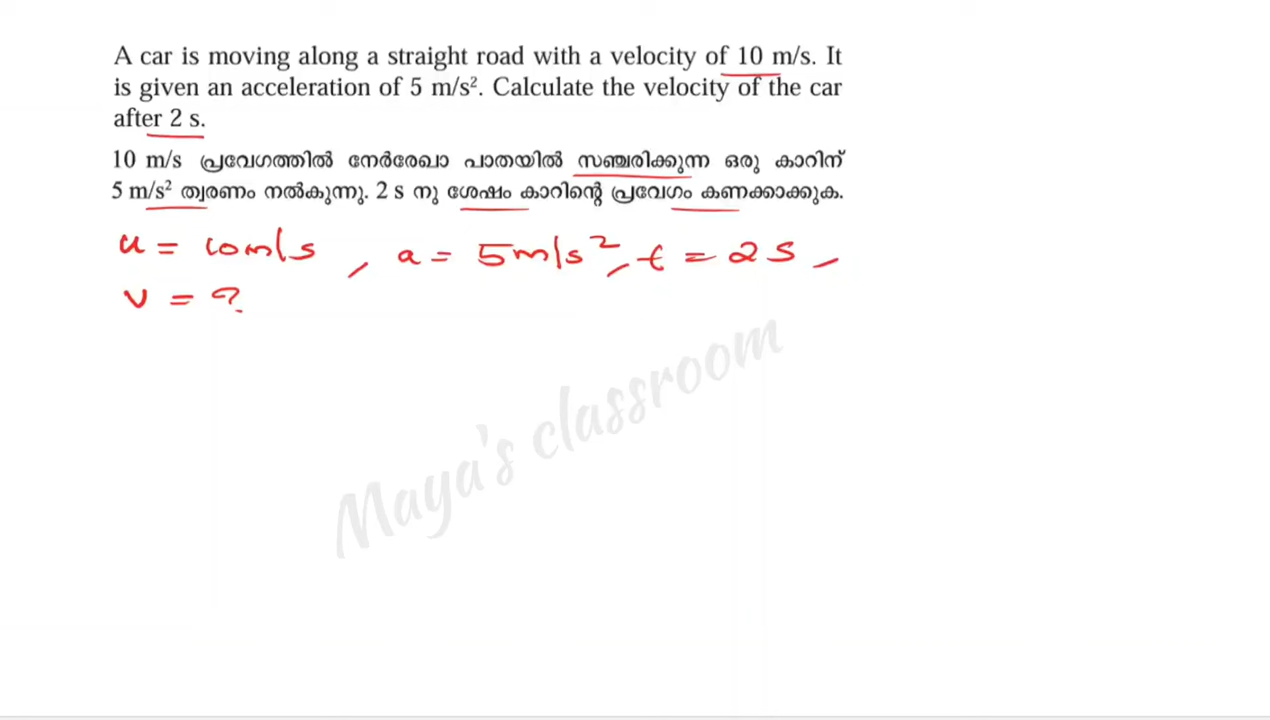 A car is moving along a straight road with a velocity of 10 m/s. It
is given an acceleration of 5 m/s². Calculate the velocity of the car
after 2 s.
10 m/s പ്രവേഗത്തിൽ നേർരേഖാ പാതയിൽ സഞ്ചരിക്കുന്ന ഒരു കാറിന്
5 m/s² ത്വരണം നൽകുന്നു. 2 s നു ശേഷം കാറിന്റെ പ്രവേഗം കണക്കാക്കുക.
u = 10m/s , a = 5m/s², t = 2S ,
v = ?
Maya's classroom